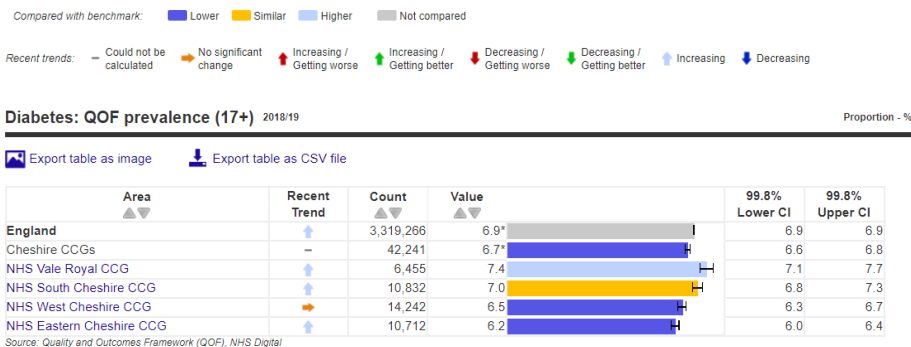 Compared with benchmark: Lower Similar Higher Not compared
Recent trends: Could not be calculated No significant change Increasing / Getting worse Increasing / Getting better Decreasing / Getting worse Decreasing / Getting better Increasing Decreasing
Diabetes: QOF prevalence (17+) 2018/19 Proportion - %
Export table as image Export table as CSV file
Area Recent Trend Count Value 99.8% Lower CI 99.8% Upper CI
England 3,319,266 6.9* 6.9 6.9
Cheshire CCGs – 42,241 6.7* 6.6 6.8
NHS Vale Royal CCG 6,455 7.4 7.1 7.7
NHS South Cheshire CCG 10,832 7.0 6.8 7.3
NHS West Cheshire CCG 14,242 6.5 6.3 6.7
NHS Eastern Cheshire CCG 10,712 6.2 6.0 6.4
Source: Quality and Outcomes Framework (QOF), NHS Digital